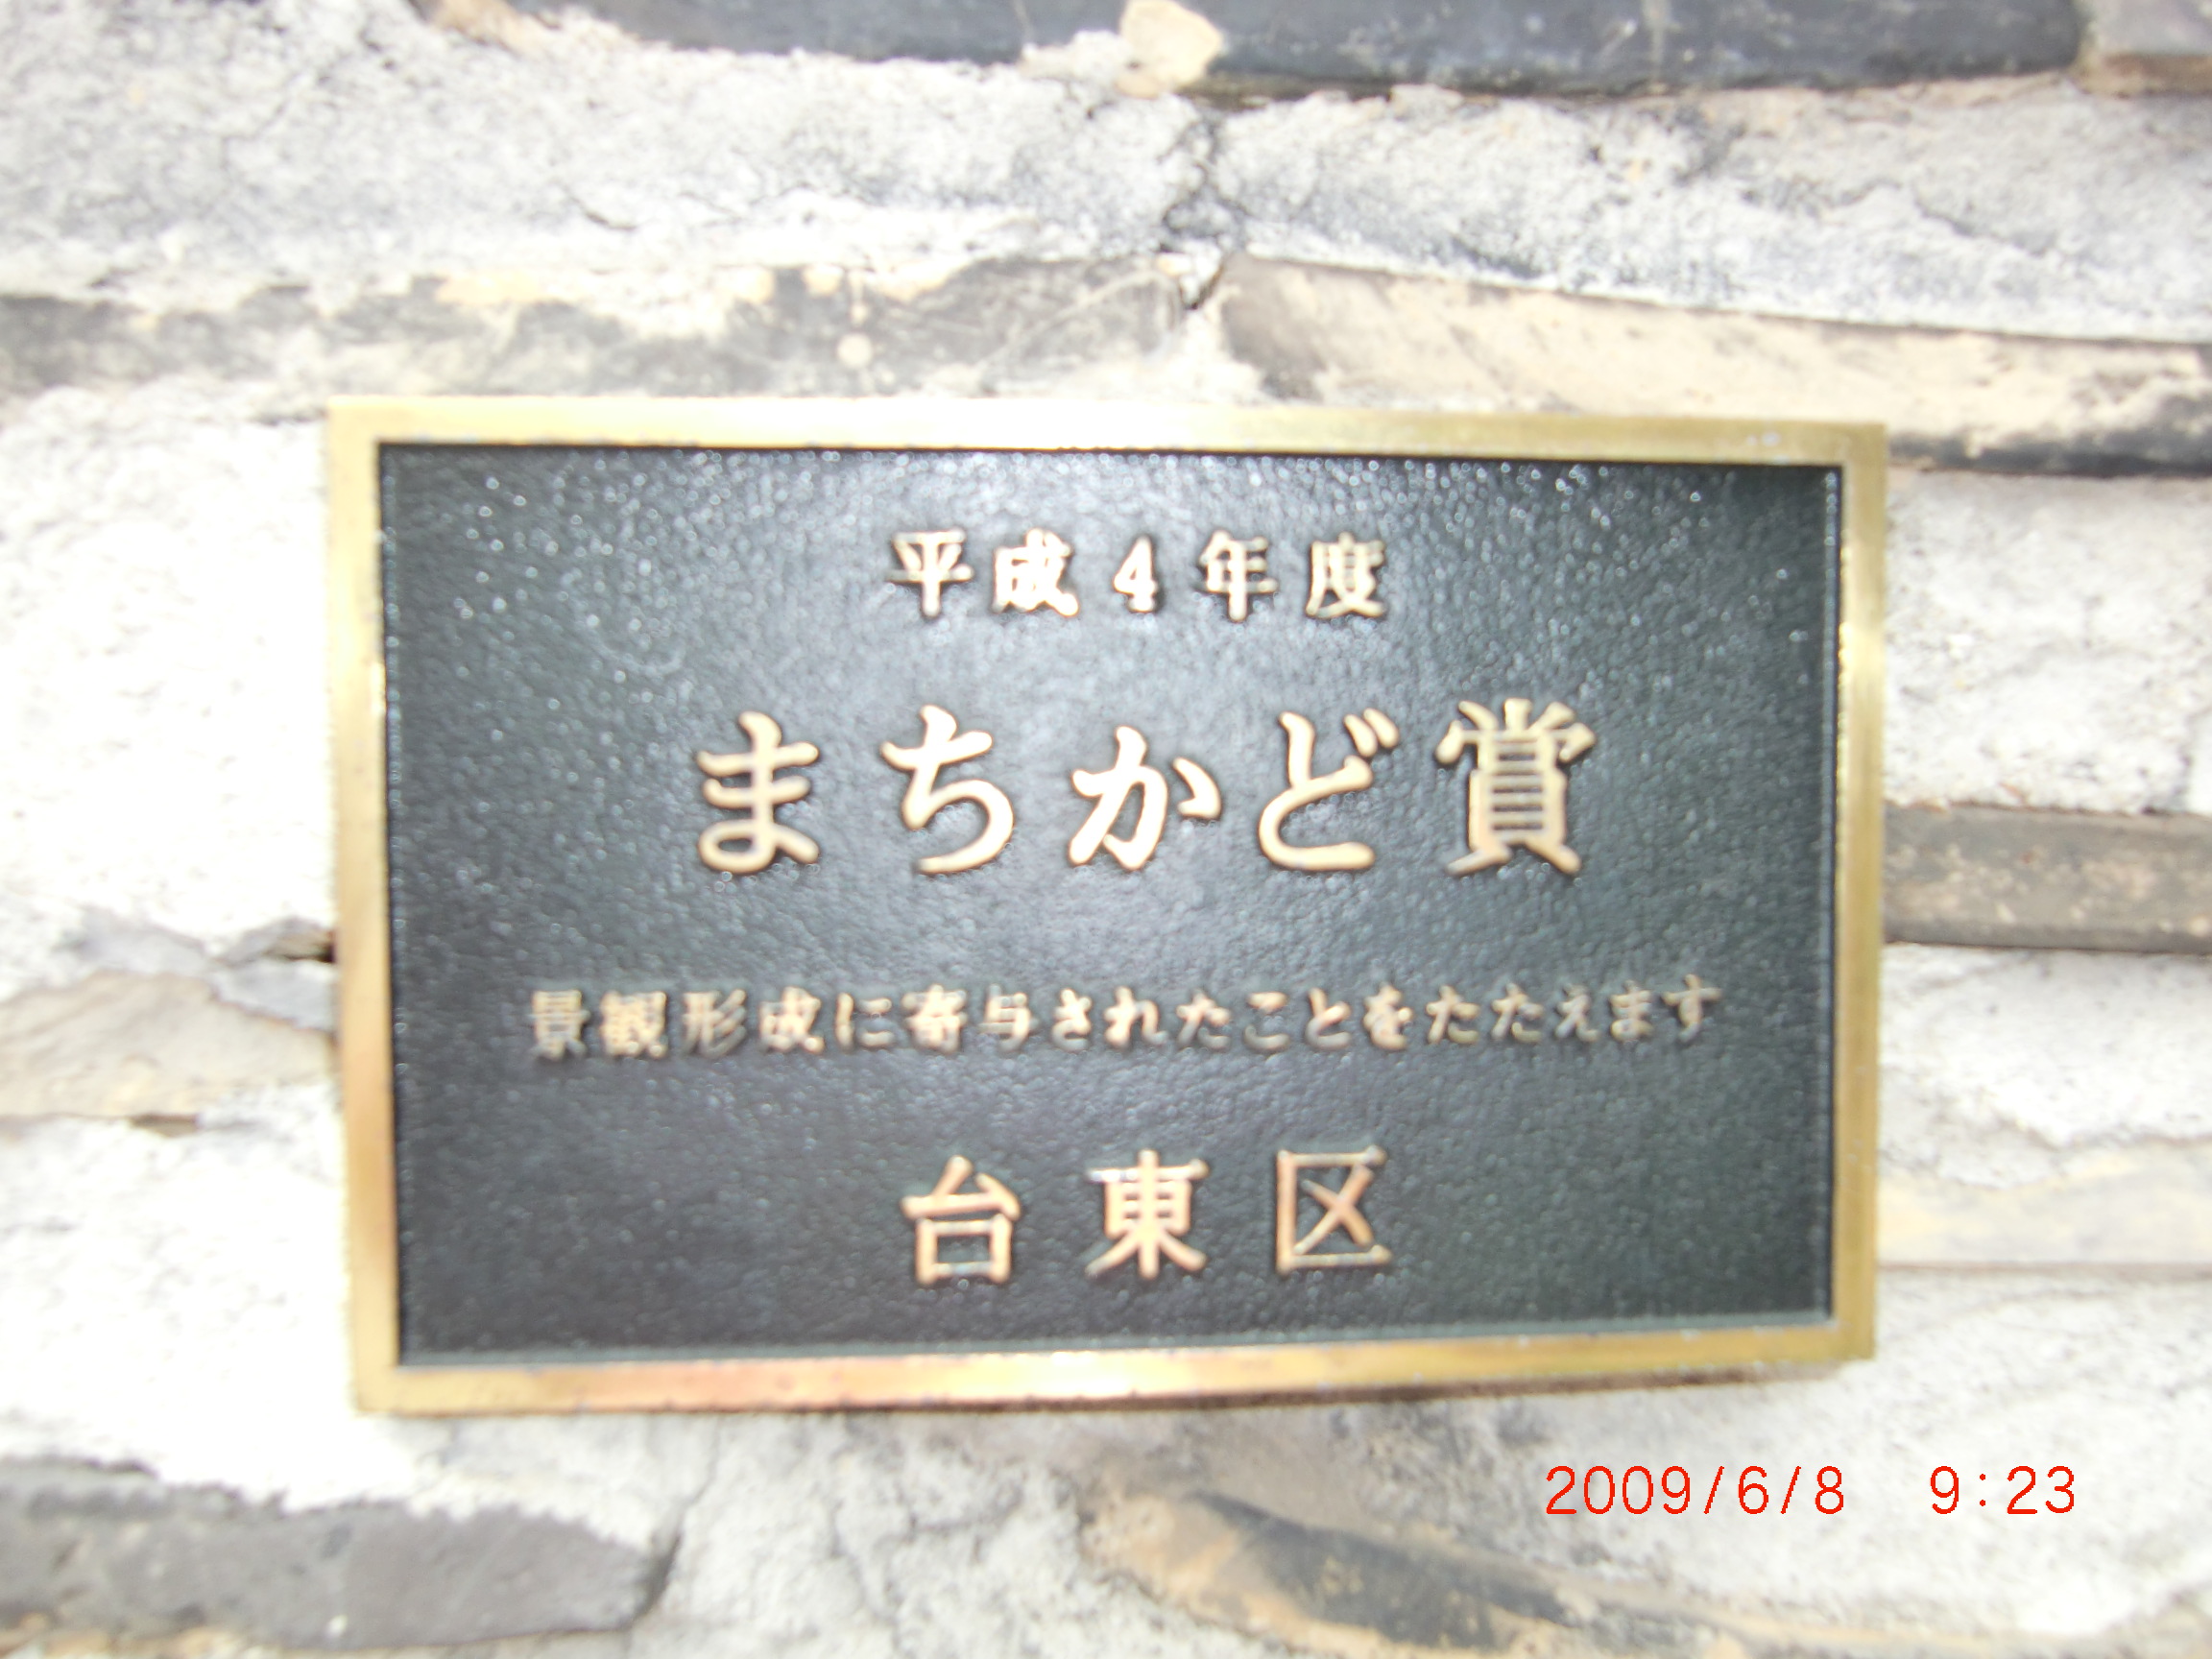 平成4年度
まちかど賞
景観形成に寄与されたことをたたえます
台東区
2009/6/8 9:23